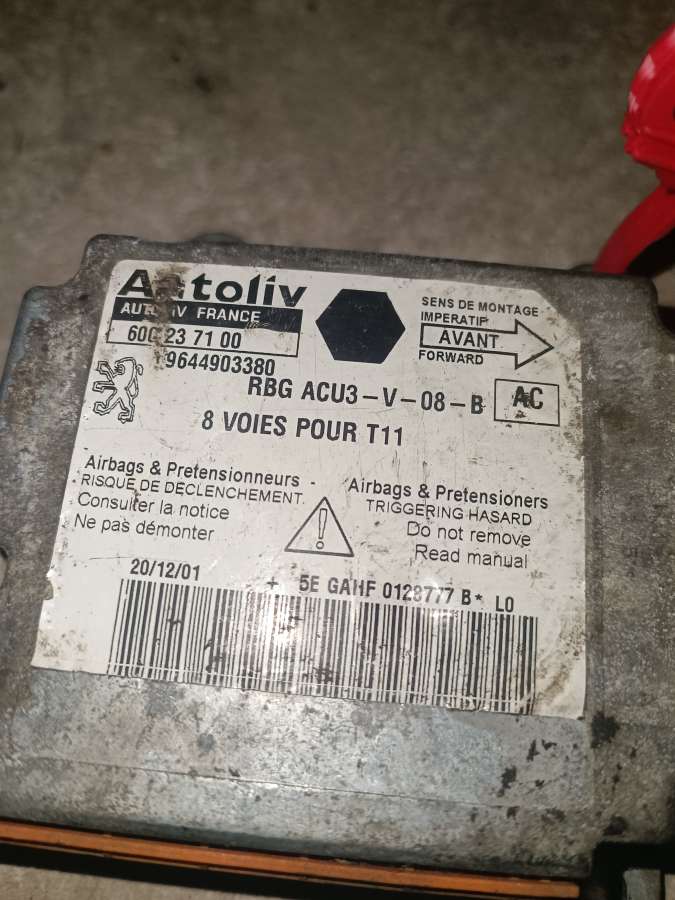 Autoliv
AUTOLIV FRANCE
600 23 71 00
9644903380
SENS DE MONTAGE
IMPERATIF
AVANT
FORWARD
RBG ACU3-V-08-B
AC
8 VOIES POUR T11
Airbags & Pretensionneurs -
RISQUE DE DECLENCHEMENT.
Consulter la notice
Ne pas démonter
Airbags & Pretensioners
TRIGGERING HASARD
Do not remove
Read manual
20/12/01 + 5E GAHF 0128777 B* L0